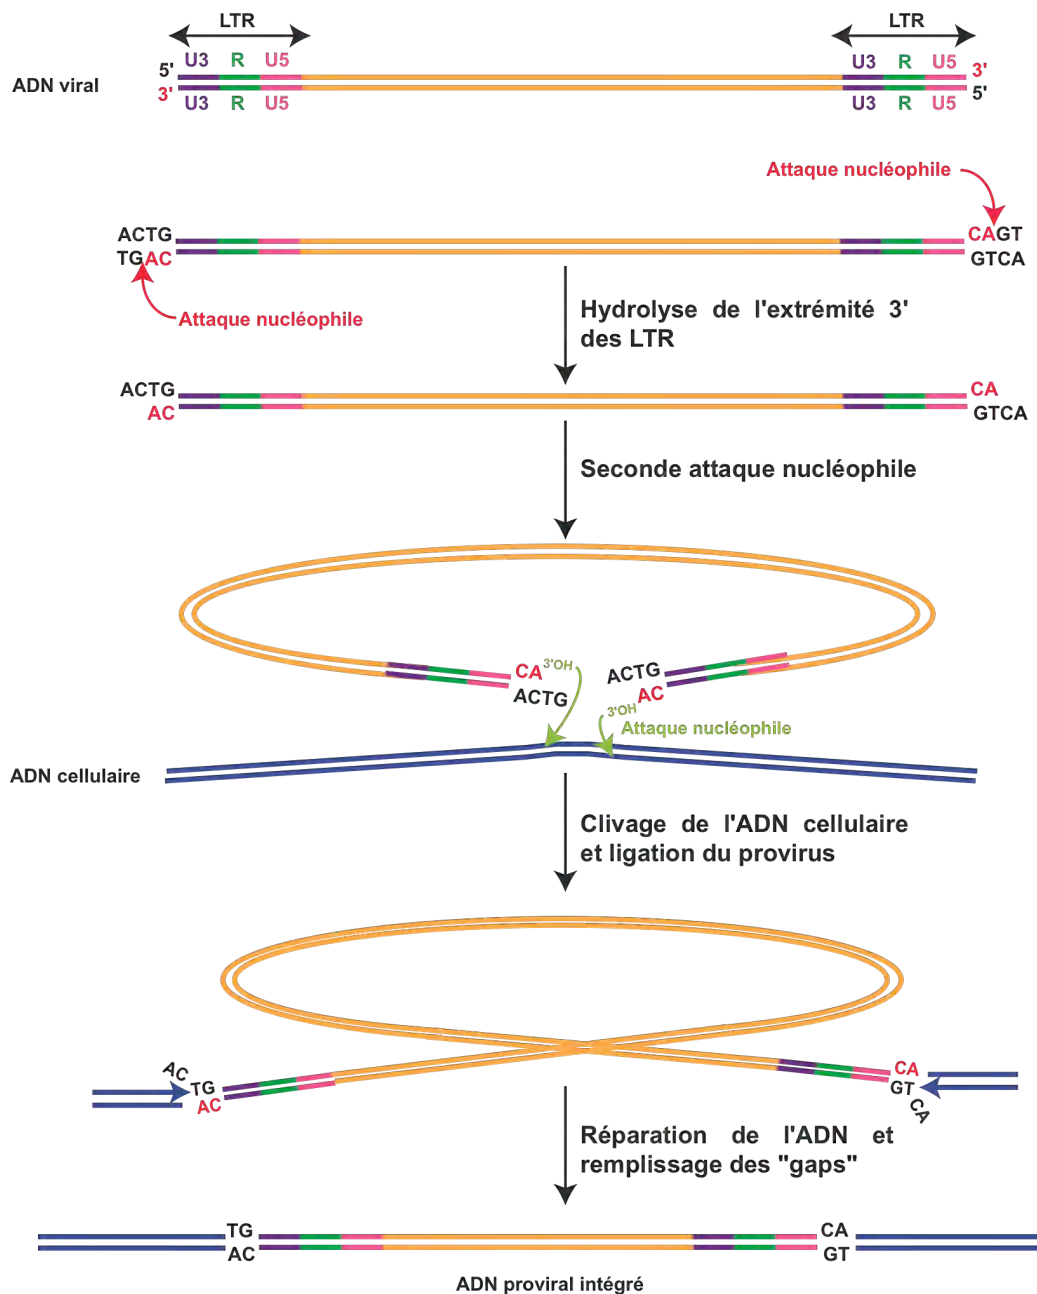 LTR LTR
U3 R U5 U3 R U5
5' 3'
ADN viral
3' 5'
U3 R U5 U3 R U5
Attaque nucléophile
ACTG CAGT
TGAC GTCA
Attaque nucléophile
Hydrolyse de l'extrémité 3'
des LTR
ACTG CA
AC GTCA
Seconde attaque nucléophile
CA 3'OH ACTG
ACTG AC
3'OH
Attaque nucléophile
ADN cellulaire
Clivage de l'ADN cellulaire
et ligation du provirus
AC TG CA
AC GT
CA
Réparation de l'ADN et
remplissage des "gaps"
TG CA
AC GT
ADN proviral intégré